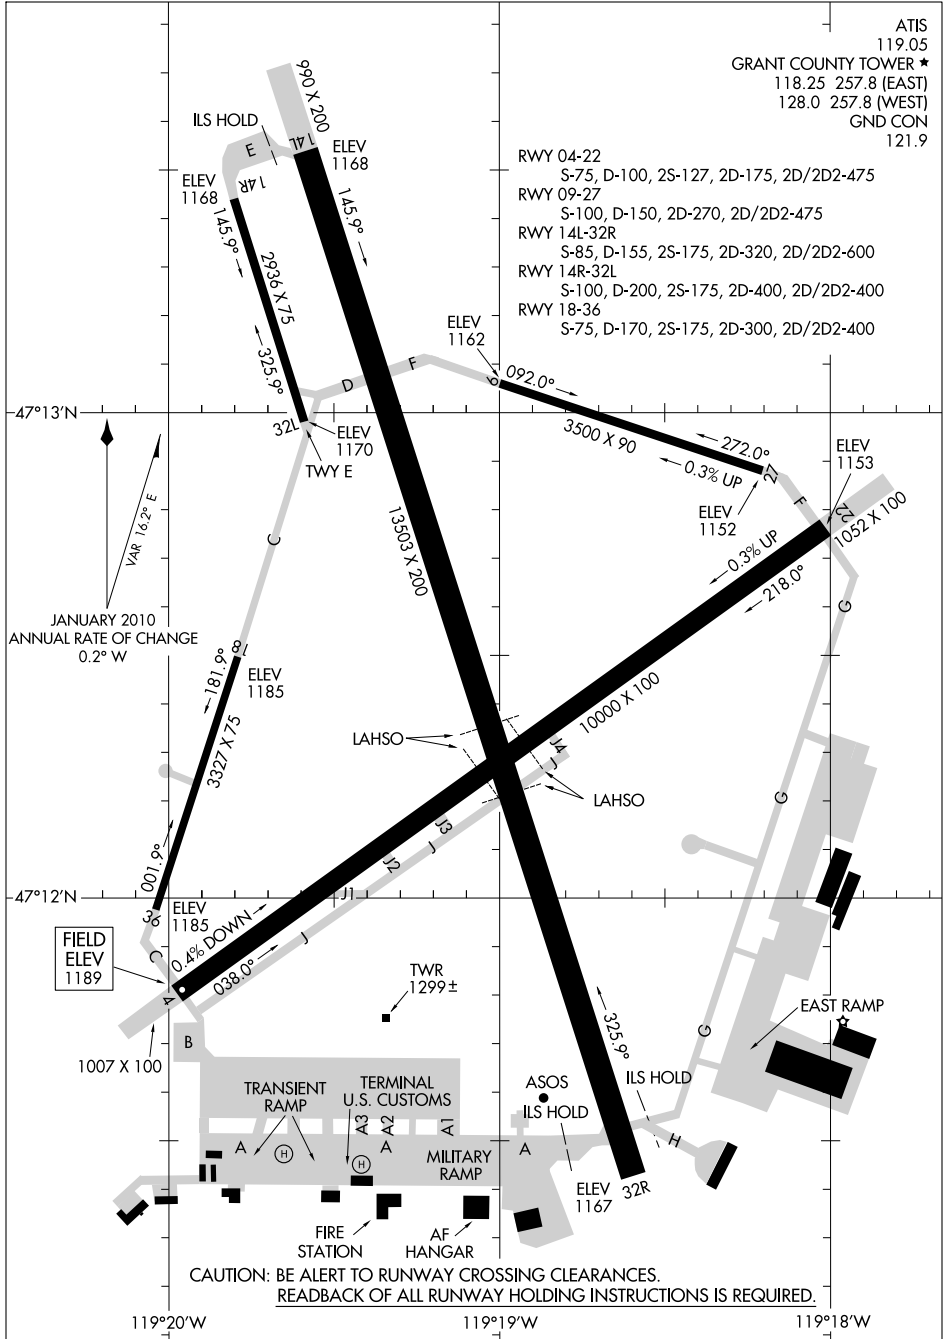 ATIS
119.05
GRANT COUNTY TOWER ★
118.25 257.8 (EAST)
128.0 257.8 (WEST)
GND CON
121.9
RWY 04-22
S-75, D-100, 2S-127, 2D-175, 2D/2D2-475
RWY 09-27
S-100, D-150, 2D-270, 2D/2D2-475
RWY 14L-32R
S-85, D-155, 2S-175, 2D-320, 2D/2D2-600
RWY 14R-32L
S-100, D-200, 2S-175, 2D-400, 2D/2D2-400
RWY 18-36
S-75, D-170, 2S-175, 2D-300, 2D/2D2-400
990 X 200
ILS HOLD
E
14L
ELEV
1168
ELEV
1168
14R
145.9°
145.9°
2936 X 75
325.9°
32L
ELEV
1170
TWY E
D
F
ELEV
1162
9
092.0°
3500 X 90
272.0°
0.3% UP
27
ELEV
1152
F
ELEV
1153
22
1052 X 100
47°13'N
VAR 16.2° E
JANUARY 2010
ANNUAL RATE OF CHANGE
0.2° W
C
13503 X 200
0.3% UP
218.0°
G
18
ELEV
1185
181.9°
3327 X 75
001.9°
36
ELEV
1185
10000 X 100
LAHSO
LAHSO
J4
J
J3
J
J2
J1
J
G
47°12'N
FIELD
ELEV
1189
C
0.4% DOWN
038.0°
4
1007 X 100
B
TWR
1299±
EAST RAMP
G
325.9°
ILS HOLD
ASOS
ILS HOLD
H
TRANSIENT
RAMP
TERMINAL
U.S. CUSTOMS
A3
A2
A1
A
H
H
A
MILITARY
RAMP
A
ELEV
1167
32R
FIRE
STATION
AF
HANGAR
CAUTION: BE ALERT TO RUNWAY CROSSING CLEARANCES.
READBACK OF ALL RUNWAY HOLDING INSTRUCTIONS IS REQUIRED.
119°20'W
119°19'W
119°18'W